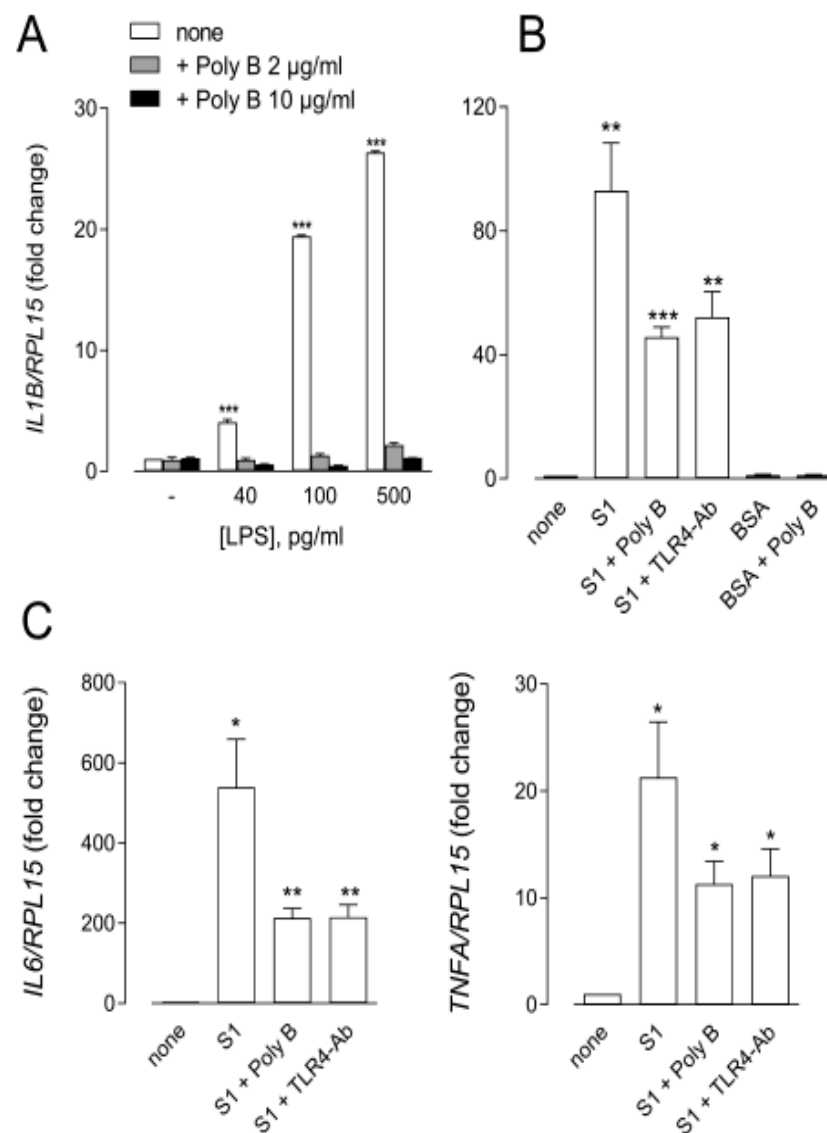 A
none
+ Poly B 2 µg/ml
+ Poly B 10 µg/ml
IL1B/RPL15 (fold change)
30
20
10
0
***
***
***
- 40 100 500
[LPS], pg/ml
B
120
80
40
0
**
***
**
none
S1
S1 + Poly B
S1 + TLR4-Ab
BSA
BSA + Poly B
C
IL6/RPL15 (fold change)
800
600
400
200
0
*
**
**
none
S1
S1 + Poly B
S1 + TLR4-Ab
TNFA/RPL15 (fold change)
30
20
10
0
*
*
*
none
S1
S1 + Poly B
S1 + TLR4-Ab